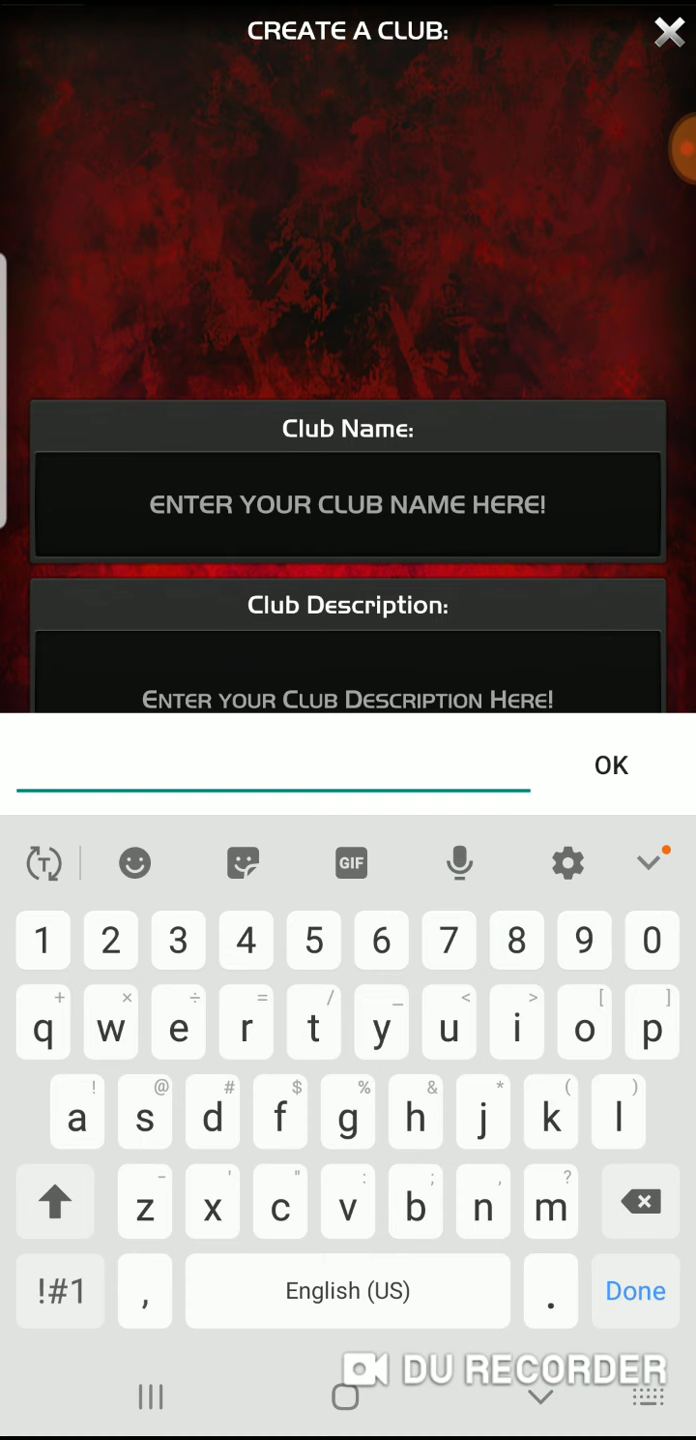 CREATE A CLUB:
Club Name:
ENTER YOUR CLUB NAME HERE!
Club Description:
ENTER YOUR CLUB DESCRIPTION HERE!
OK
T GIF
1 2 3 4 5 6 7 8 9 0
+ × ÷ = / _ < > [ ]
q w e r t y u i o p
! @ # $ % & * ( )
a s d f g h j k l
- ' " : ; , ?
z x c v b n m
!#1 , English (US) . Done
DU RECORDER